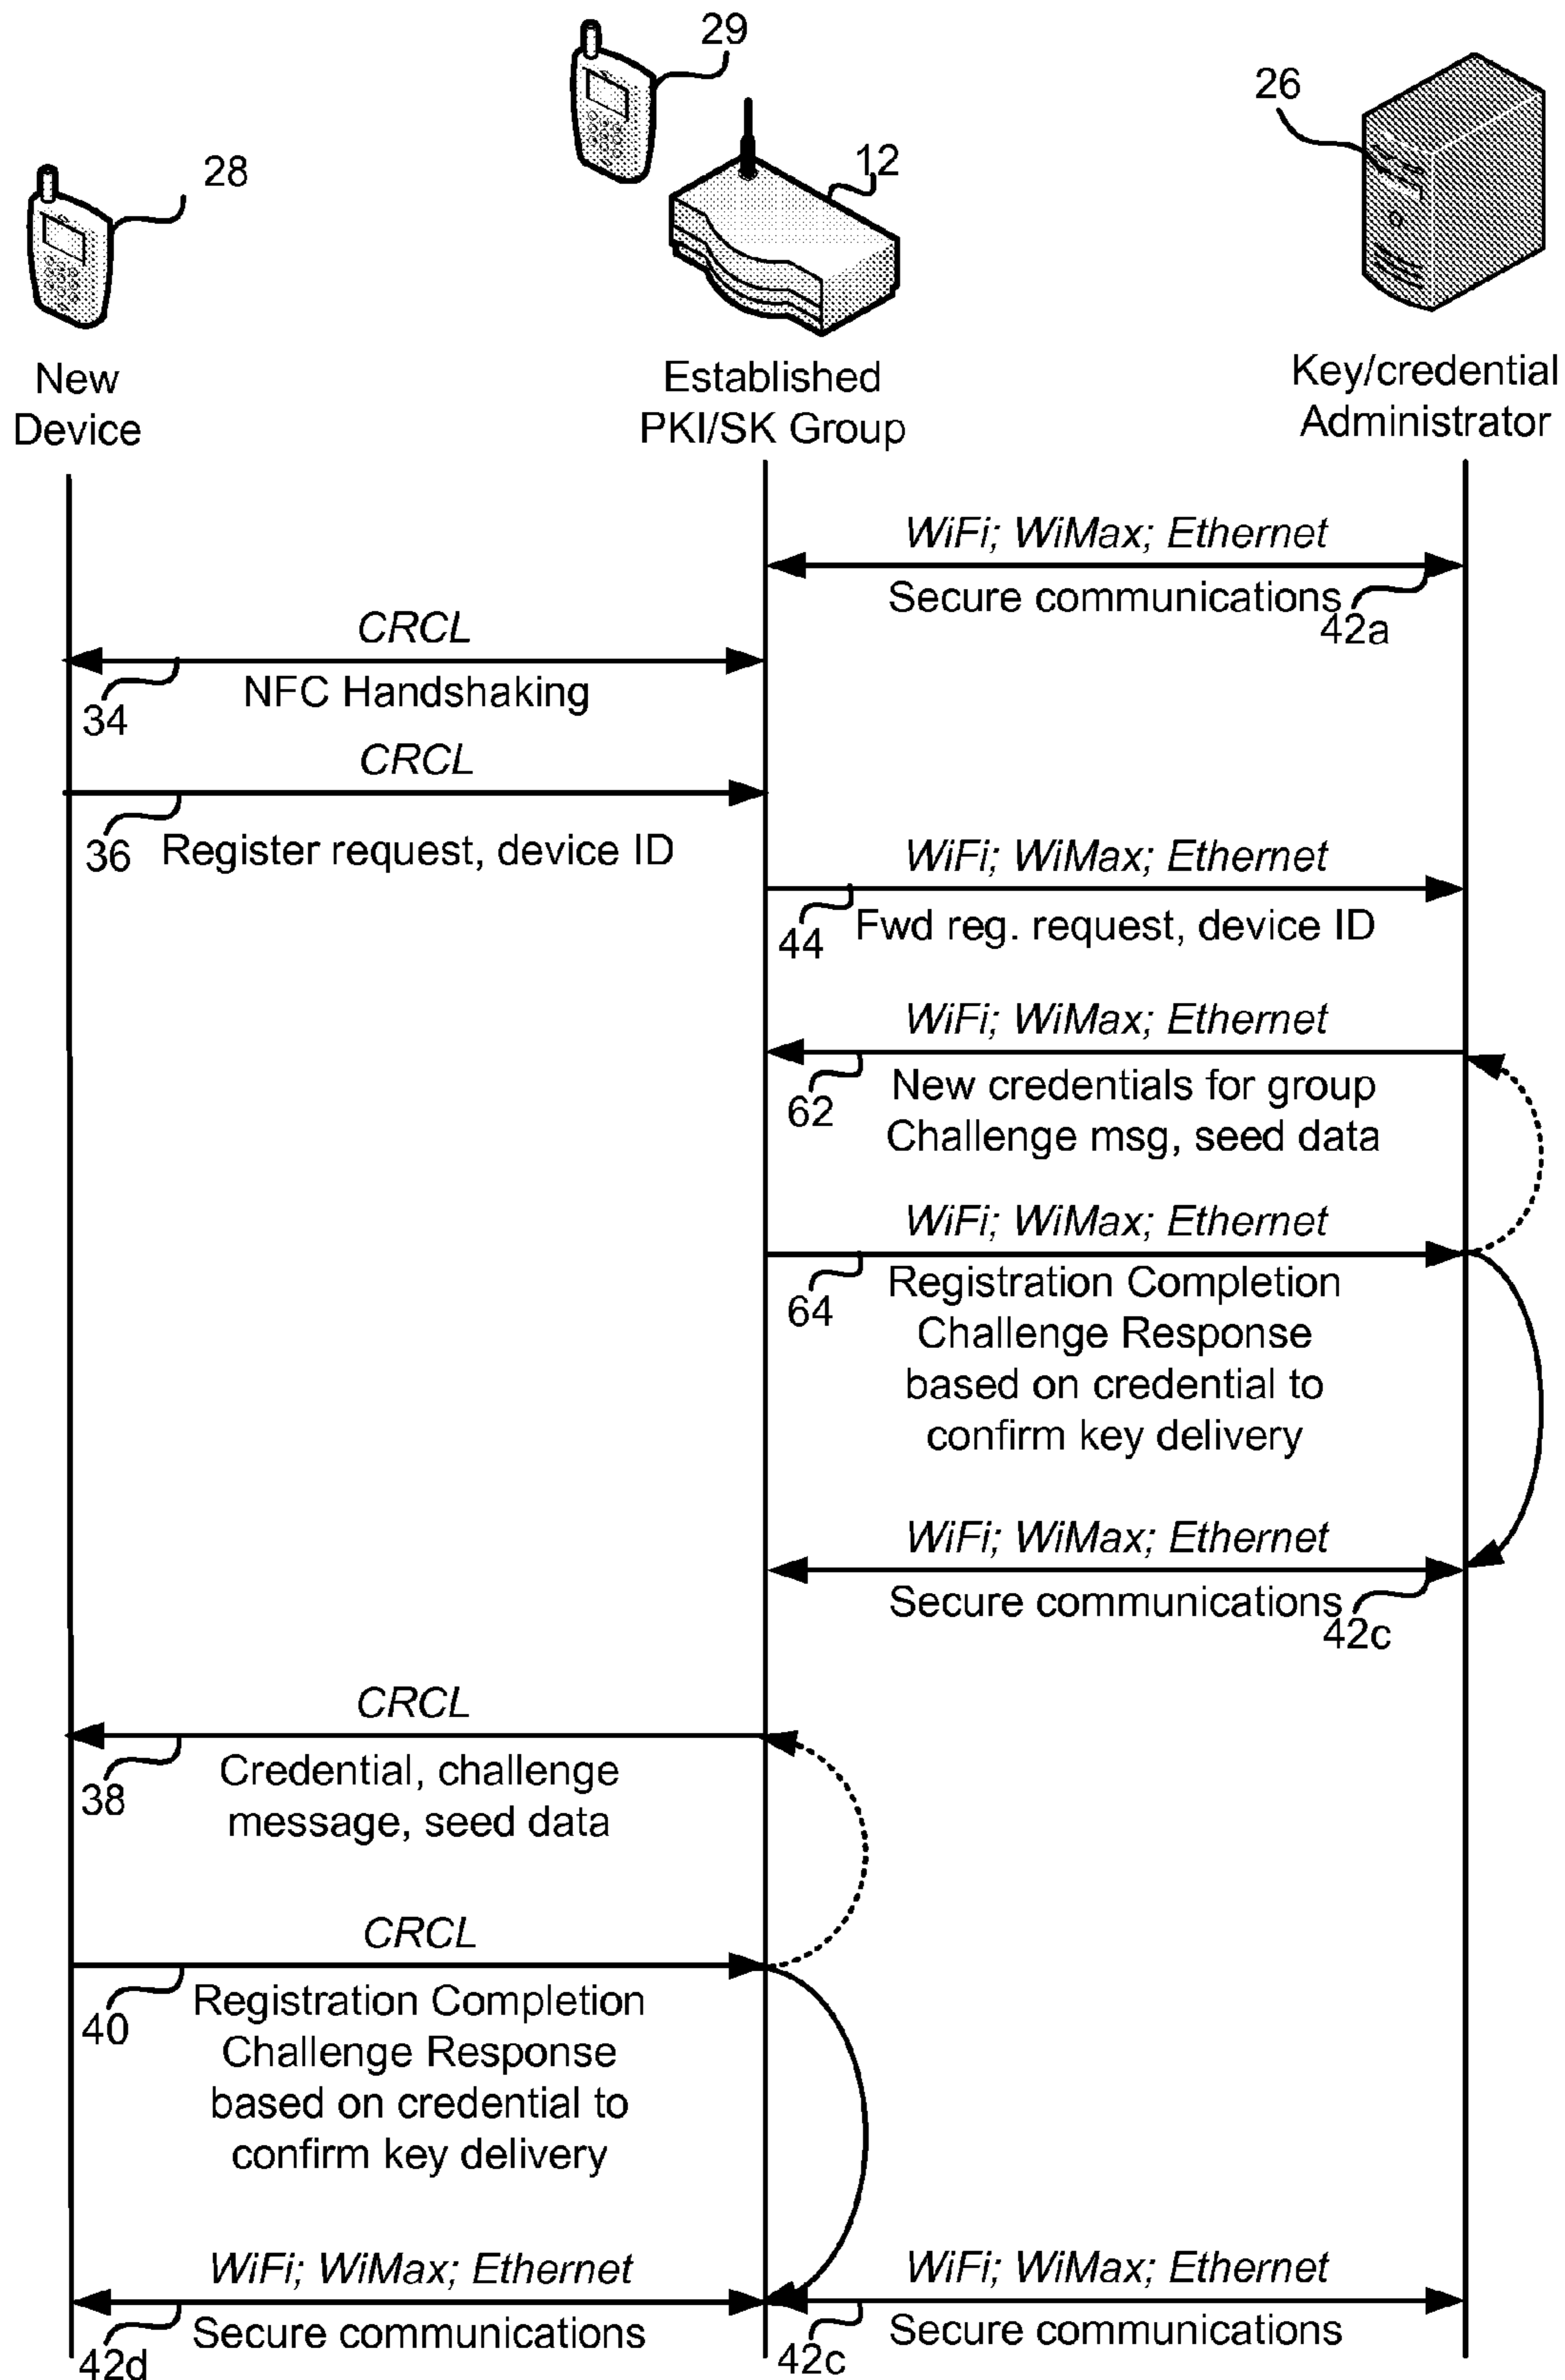 29
26
12
28
New
Device
Established
PKI/SK Group
Key/credential
Administrator
WiFi; WiMax; Ethernet
Secure communications
42a
CRCL
NFC Handshaking
34
CRCL
36
Register request, device ID
WiFi; WiMax; Ethernet
44
Fwd reg. request, device ID
WiFi; WiMax; Ethernet
62
New credentials for group
Challenge msg, seed data
WiFi; WiMax; Ethernet
64
Registration Completion
Challenge Response
based on credential to
confirm key delivery
WiFi; WiMax; Ethernet
Secure communications
42c
CRCL
38
Credential, challenge
message, seed data
CRCL
40
Registration Completion
Challenge Response
based on credential to
confirm key delivery
WiFi; WiMax; Ethernet
Secure communications
42d
WiFi; WiMax; Ethernet
Secure communications
42c